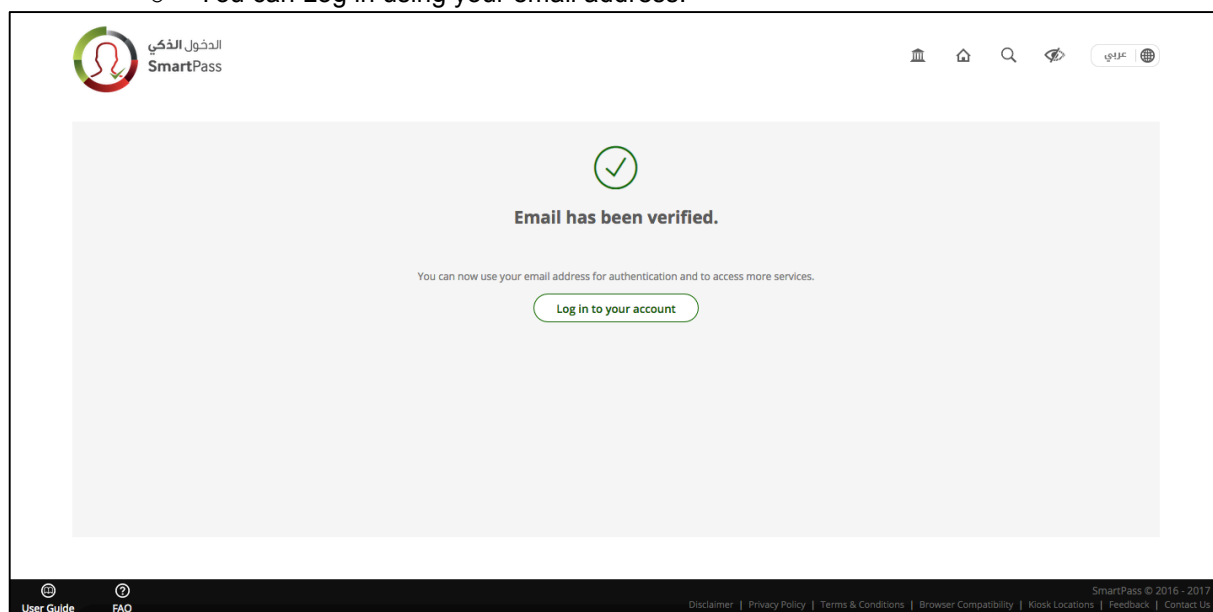 You can Log in using your email address.
الدخول الذكي
SmartPass
عربي
Email has been verified.
You can now use your email address for authentication and to access more services.
Log in to your account
SmartPass © 2016 - 2017
User Guide
FAQ
Disclaimer | Privacy Policy | Terms & Conditions | Browser Compatibility | Kiosk Locations | Feedback | Contact Us